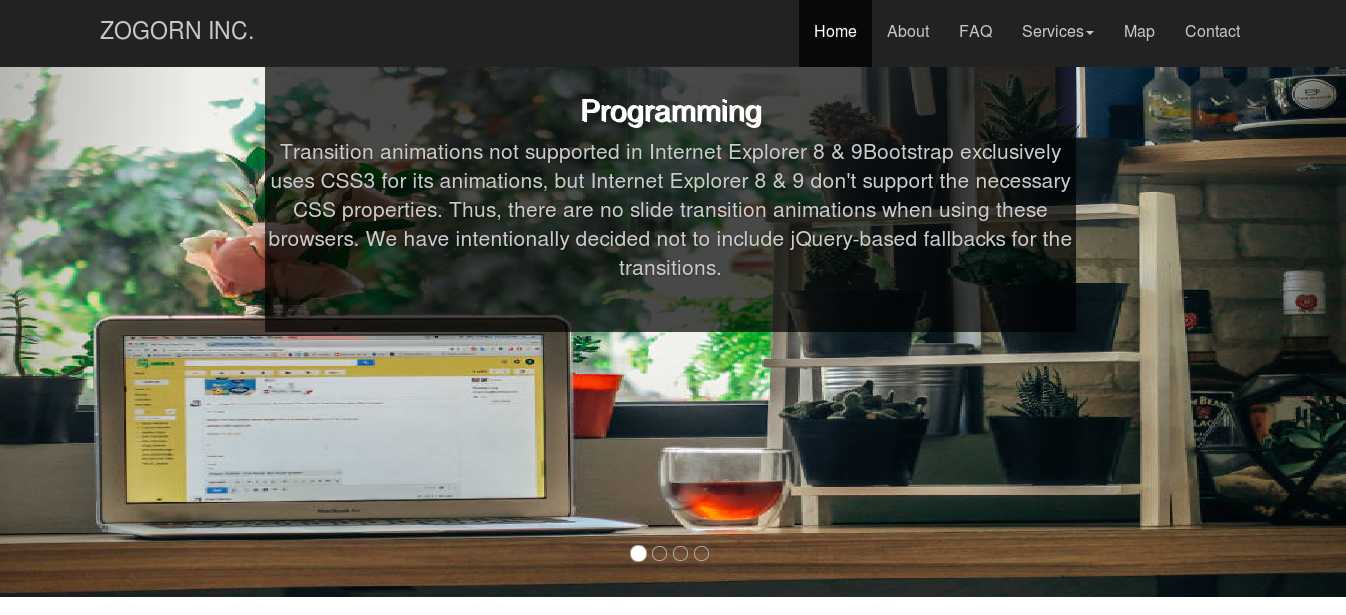 ZOGORN INC.
Home About FAQ Services Map Contact
Programming
Transition animations not supported in Internet Explorer 8 & 9Bootstrap exclusively
uses CSS3 for its animations, but Internet Explorer 8 & 9 don't support the necessary
CSS properties. Thus, there are no slide transition animations when using these
browsers. We have intentionally decided not to include jQuery-based fallbacks for the
transitions.